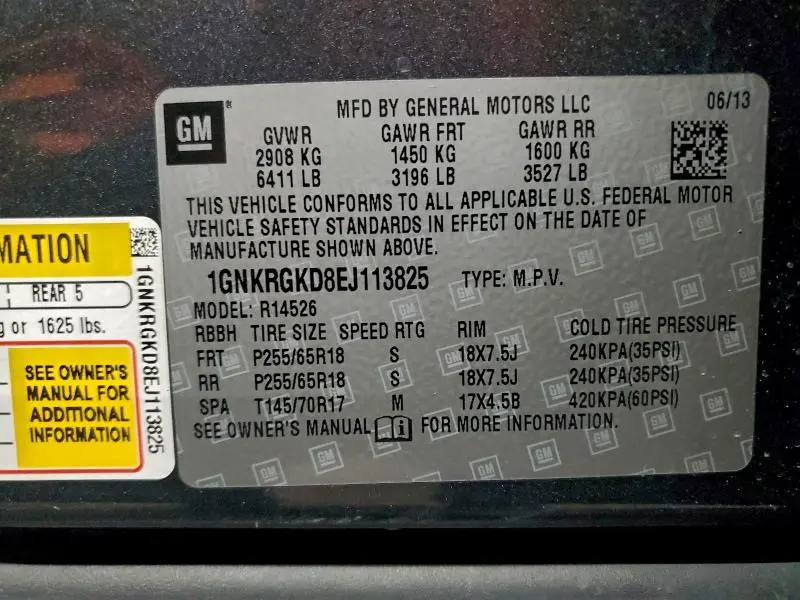 GM ®
MFD BY GENERAL MOTORS LLC 06/13
GVWR GAWR FRT GAWR RR
2908 KG 1450 KG 1600 KG
6411 LB 3196 LB 3527 LB
THIS VEHICLE CONFORMS TO ALL APPLICABLE U.S. FEDERAL MOTOR
VEHICLE SAFETY STANDARDS IN EFFECT ON THE DATE OF
MANUFACTURE SHOWN ABOVE.
1GNKRGKD8EJ113825 TYPE: M.P.V.
MODEL: R14526
RBBH TIRE SIZE SPEED RTG RIM COLD TIRE PRESSURE
FRT P255/65R18 S 18X7.5J 240KPA(35PSI)
RR P255/65R18 S 18X7.5J 240KPA(35PSI)
SPA T145/70R17 M 17X4.5B 420KPA(60PSI)
SEE OWNER'S MANUAL i FOR MORE INFORMATION.
MATION
REAR 5
g or 1625 lbs.
SEE OWNER'S
MANUAL FOR
ADDITIONAL
INFORMATION
1GNKRGKD8EJ113825